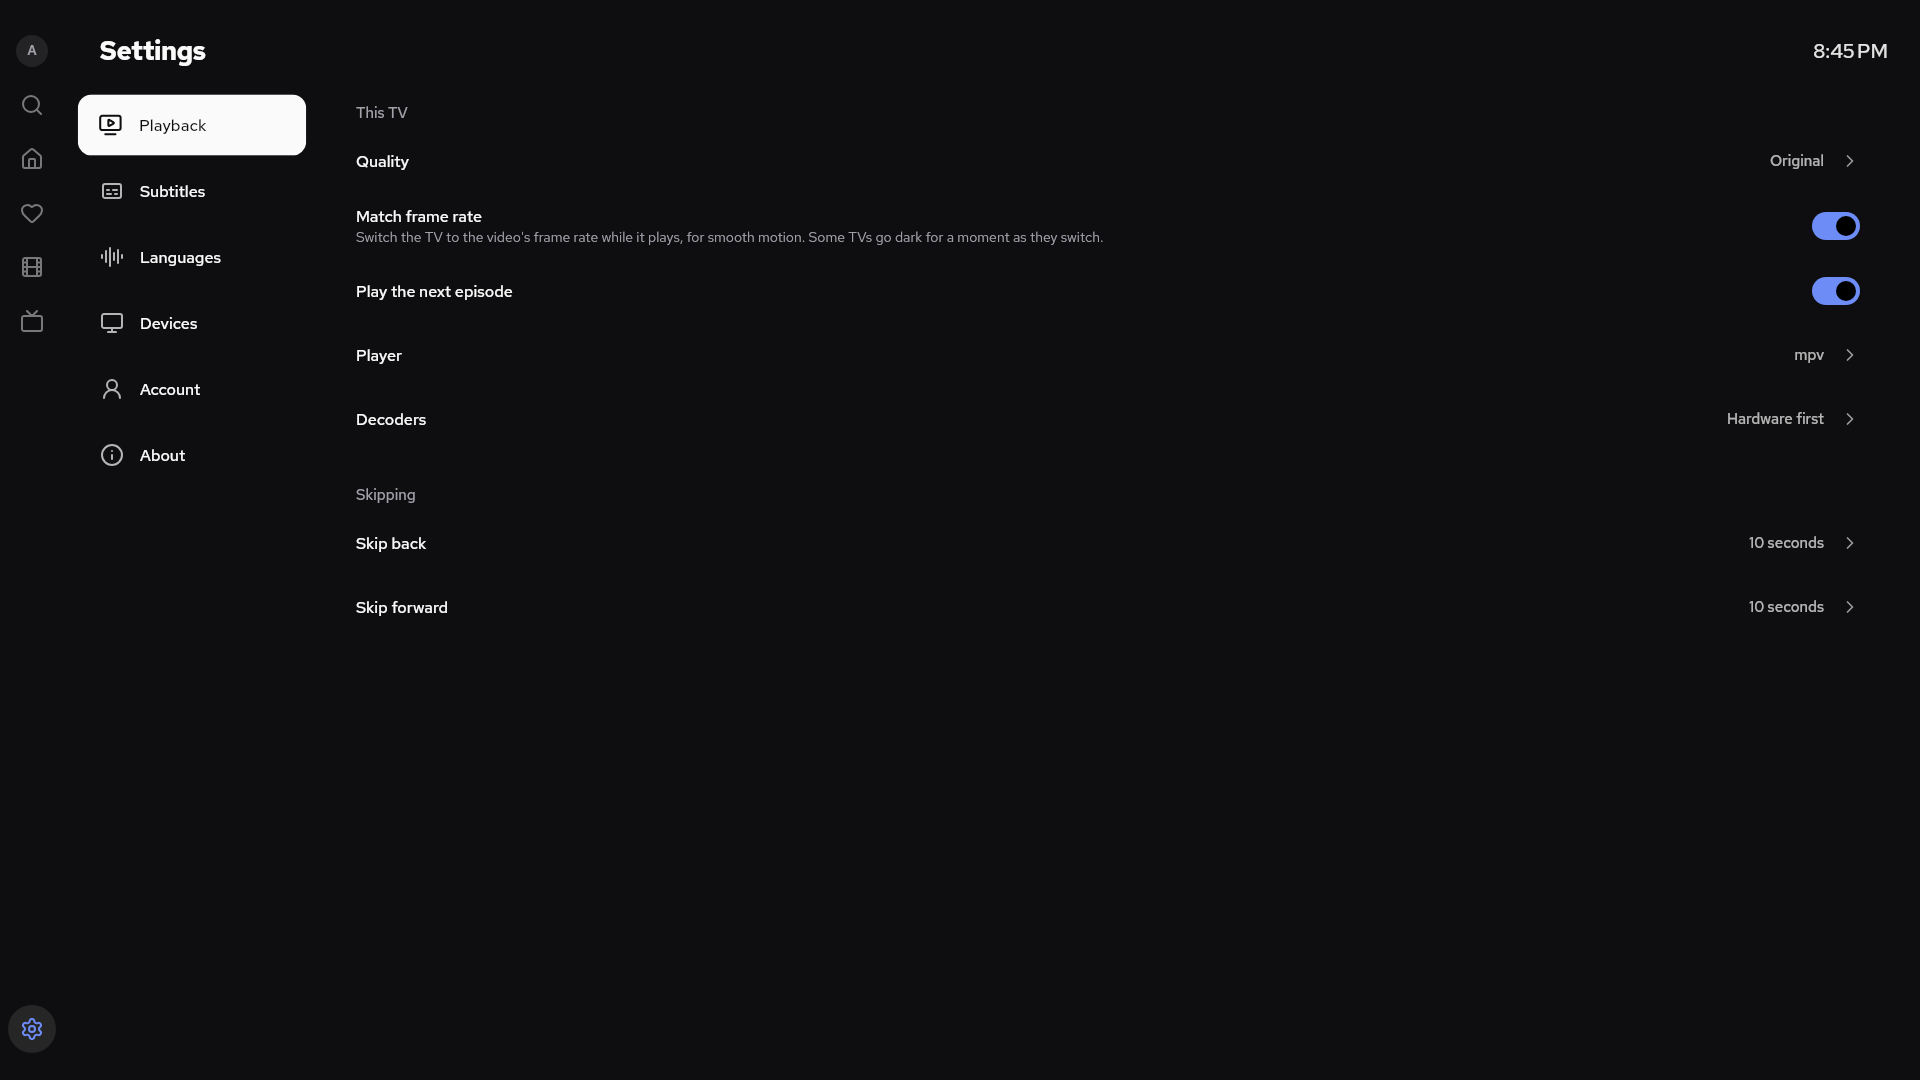 A
Settings
8:45 PM
Playback
Subtitles
Languages
Devices
Account
About
This TV
Quality
Original
Match frame rate
Switch the TV to the video's frame rate while it plays, for smooth motion. Some TVs go dark for a moment as they switch.
Play the next episode
Player
mpv
Decoders
Hardware first
Skipping
Skip back
10 seconds
Skip forward
10 seconds